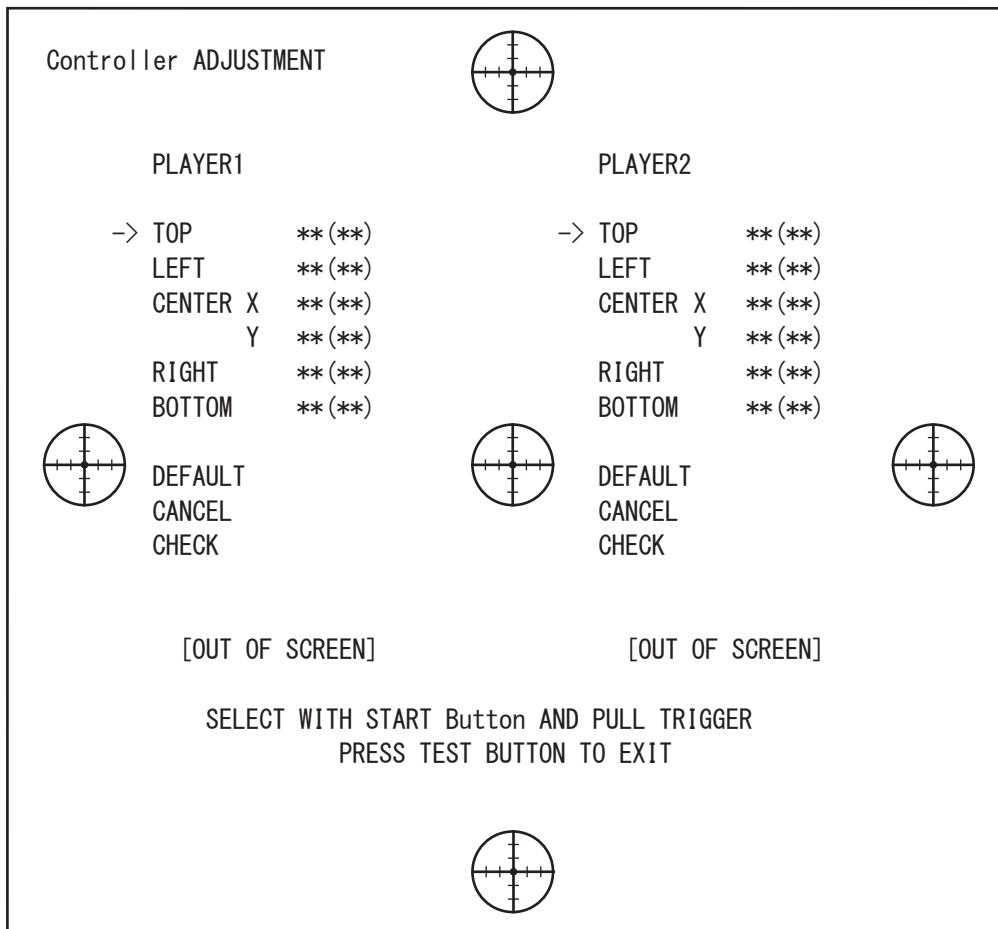 Controller ADJUSTMENT
PLAYER1 PLAYER2
-> TOP **(**) -> TOP **(**)
LEFT **(**) LEFT **(**)
CENTER X **(**) CENTER X **(**)
Y **(**) Y **(**)
RIGHT **(**) RIGHT **(**)
BOTTOM **(**) BOTTOM **(**)
DEFAULT DEFAULT
CANCEL CANCEL
CHECK CHECK
[OUT OF SCREEN] [OUT OF SCREEN]
SELECT WITH START Button AND PULL TRIGGER
PRESS TEST BUTTON TO EXIT